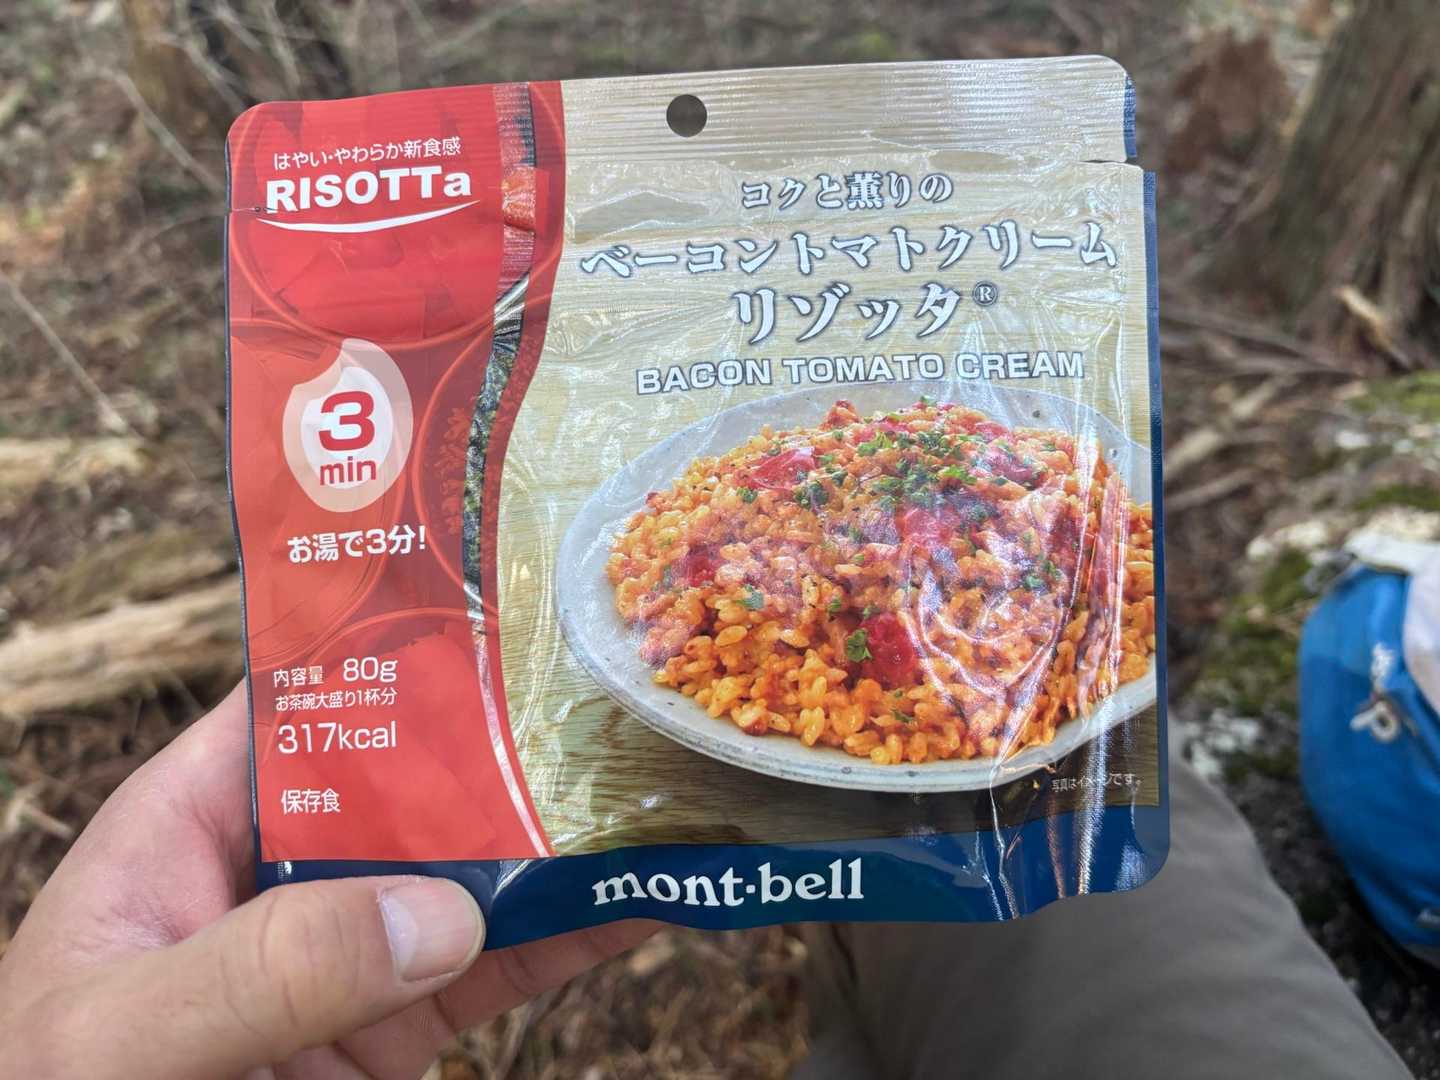 はやい・やわらか新食感
RISOTTa
3
min
お湯で3分!
内容量 80g
お茶碗大盛り1杯分
317kcal
保存食
コクと薫りの
ベーコントマトクリーム
リゾッタ®
BACON TOMATO CREAM
写真はイメージです。
mont-bell